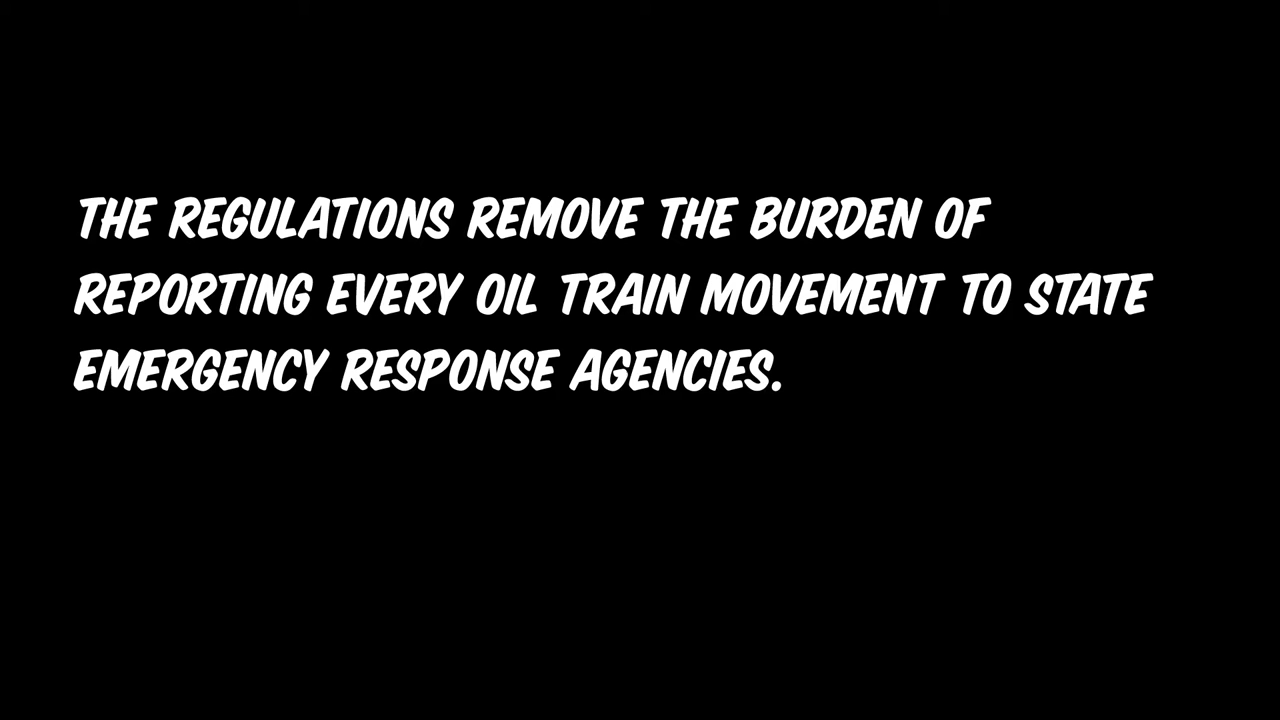 THE REGULATIONS REMOVE THE BURDEN OF
REPORTING EVERY OIL TRAIN MOVEMENT TO STATE
EMERGENCY RESPONSE AGENCIES.